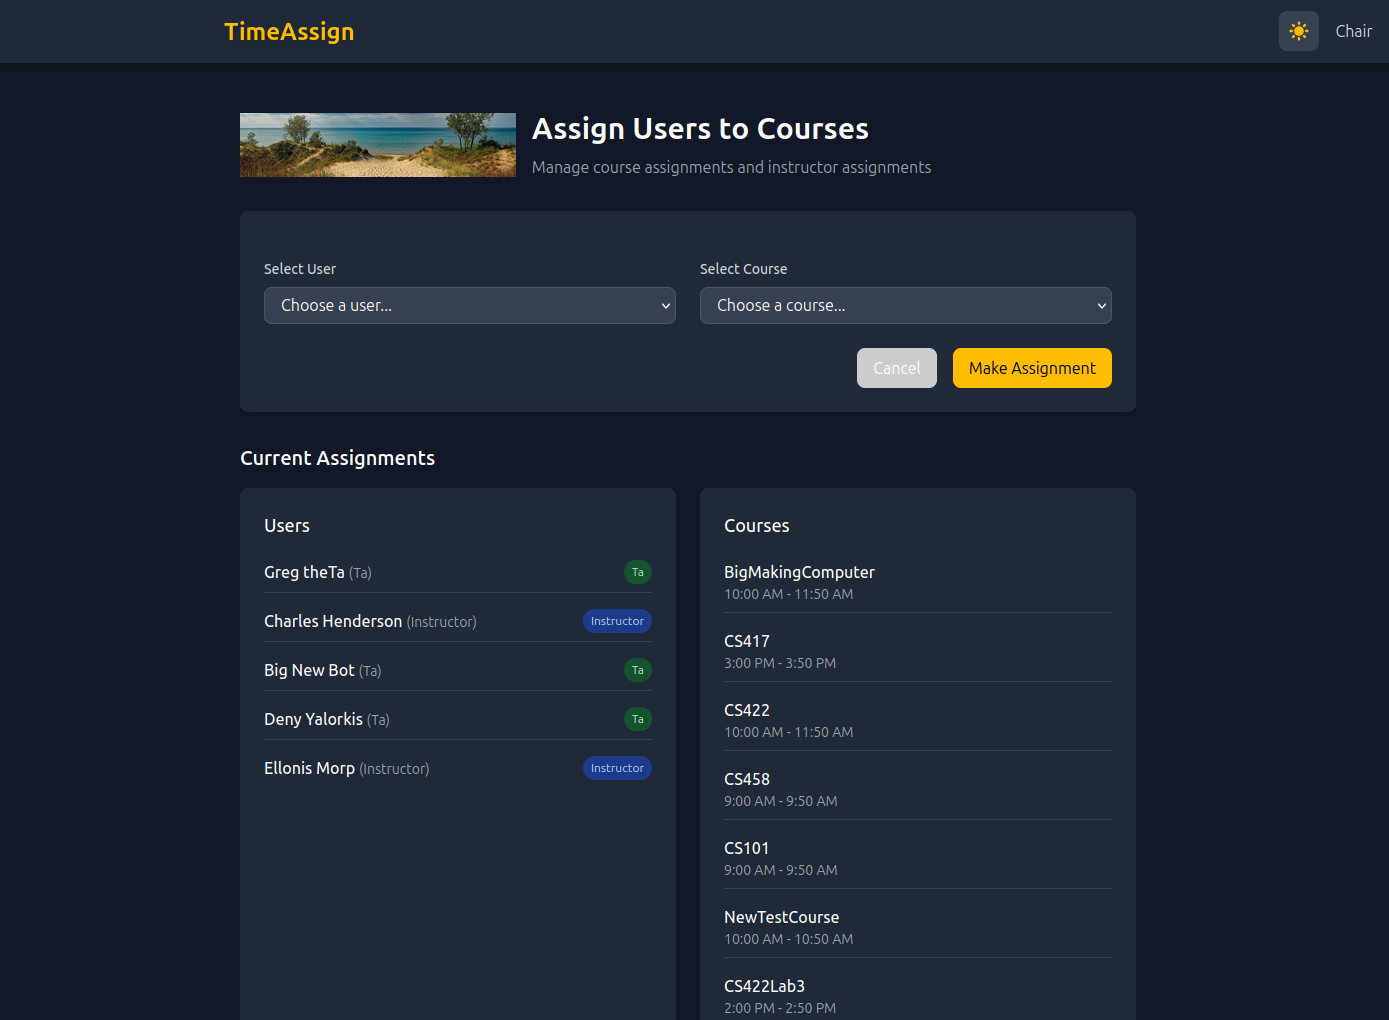 TimeAssign
Chair
Assign Users to Courses
Manage course assignments and instructor assignments
Select User
Select Course
Choose a user...
Choose a course...
Cancel
Make Assignment
Current Assignments
Users
Greg theTa (Ta)
Ta
Charles Henderson (Instructor)
Instructor
Big New Bot (Ta)
Ta
Deny Yalorkis (Ta)
Ta
Ellonis Morp (Instructor)
Instructor
Courses
BigMakingComputer
10:00 AM - 11:50 AM
CS417
3:00 PM - 3:50 PM
CS422
10:00 AM - 11:50 AM
CS458
9:00 AM - 9:50 AM
CS101
9:00 AM - 9:50 AM
NewTestCourse
10:00 AM - 10:50 AM
CS422Lab3
2:00 PM - 2:50 PM